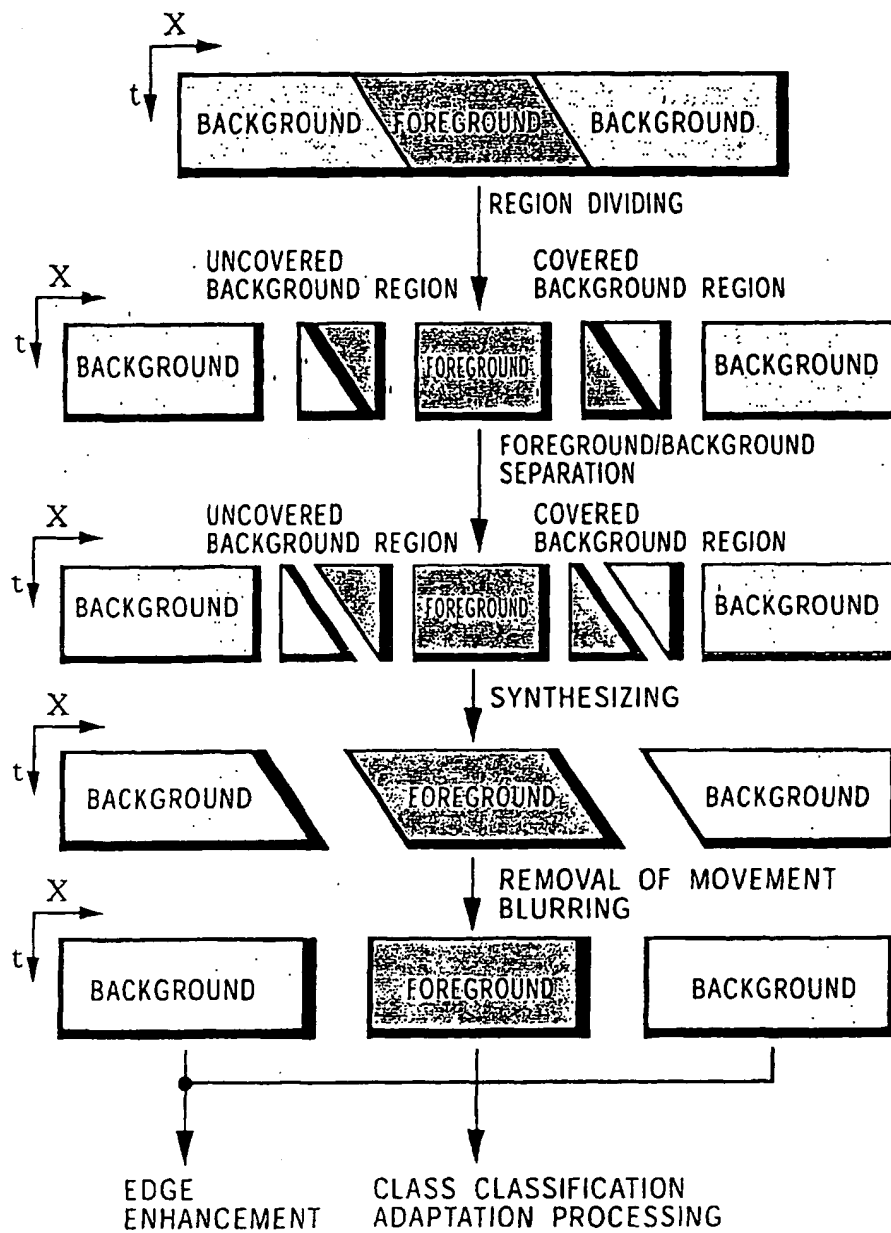 X
t
BACKGROUND FOREGROUND BACKGROUND
REGION DIVIDING
UNCOVERED
BACKGROUND REGION
COVERED
BACKGROUND REGION
X
t
BACKGROUND FOREGROUND BACKGROUND
FOREGROUND/BACKGROUND
SEPARATION
UNCOVERED
BACKGROUND REGION
COVERED
BACKGROUND REGION
X
t
BACKGROUND FOREGROUND BACKGROUND
SYNTHESIZING
X
t
BACKGROUND FOREGROUND BACKGROUND
REMOVAL OF MOVEMENT
BLURRING
X
t
BACKGROUND FOREGROUND BACKGROUND
EDGE
ENHANCEMENT
CLASS CLASSIFICATION
ADAPTATION PROCESSING